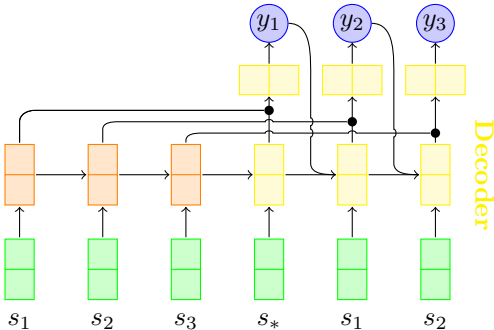 y₁ y₂ y₃
Decoder
s₁ s₂ s₃ s* s₁ s₂